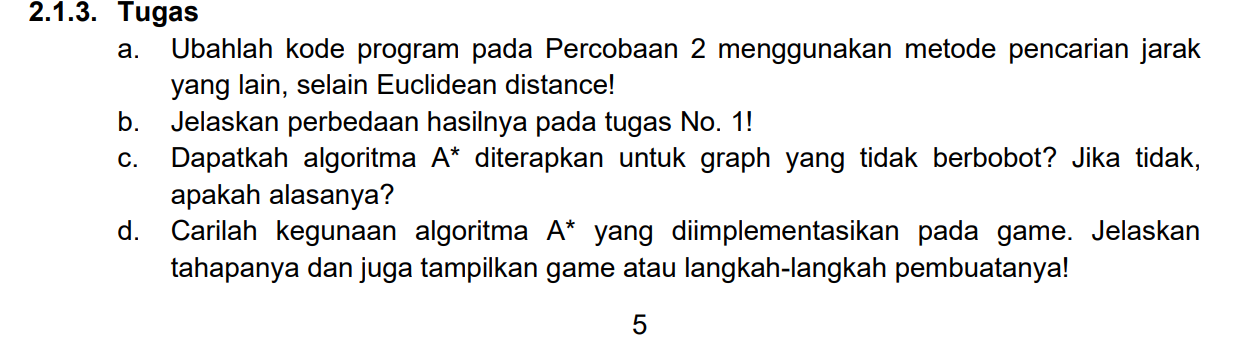 2.1.3. Tugas
a. Ubahlah kode program pada Percobaan 2 menggunakan metode pencarian jarak
yang lain, selain Euclidean distance!
b. Jelaskan perbedaan hasilnya pada tugas No. 1!
c. Dapatkah algoritma A* diterapkan untuk graph yang tidak berbobot? Jika tidak,
apakah alasanya?
d. Carilah kegunaan algoritma A* yang diimplementasikan pada game. Jelaskan
tahapanya dan juga tampilkan game atau langkah-langkah pembuatanya!
5